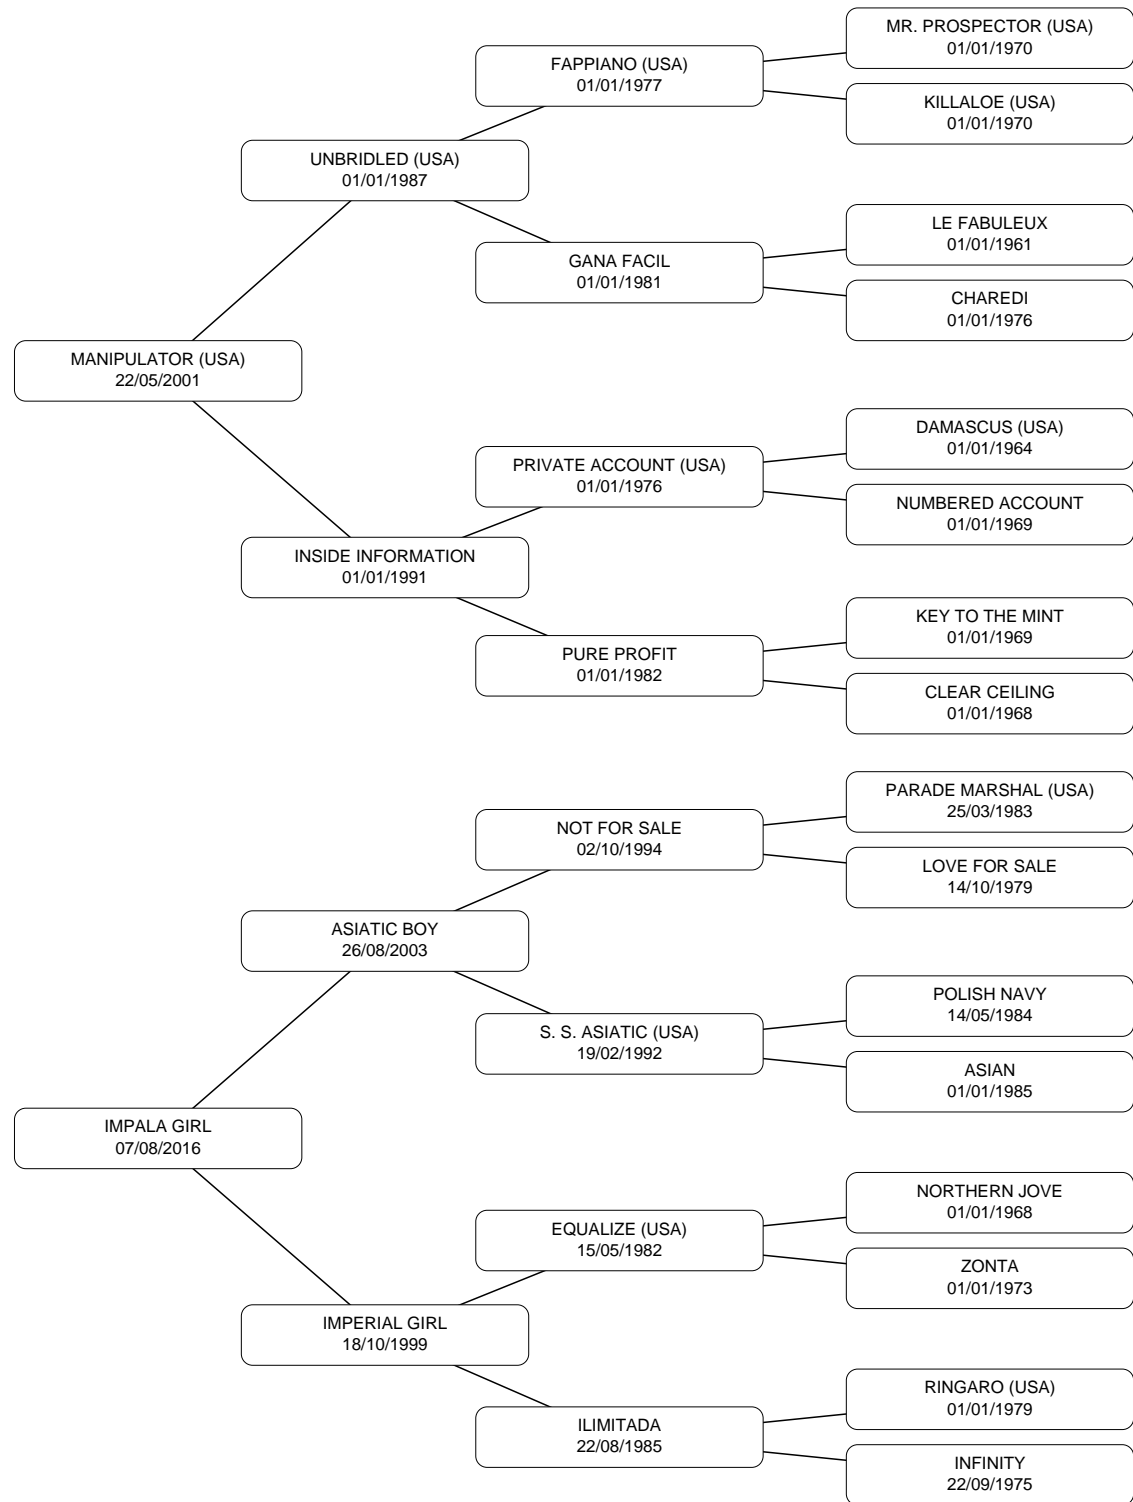 MR. PROSPECTOR (USA)
01/01/1970
FAPPIANO (USA)
01/01/1977
KILLALOE (USA)
01/01/1970
UNBRIDLED (USA)
01/01/1987
LE FABULEUX
01/01/1961
GANA FACIL
01/01/1981
CHAREDI
01/01/1976
MANIPULATOR (USA)
22/05/2001
DAMASCUS (USA)
01/01/1964
PRIVATE ACCOUNT (USA)
01/01/1976
NUMBERED ACCOUNT
01/01/1969
INSIDE INFORMATION
01/01/1991
KEY TO THE MINT
01/01/1969
PURE PROFIT
01/01/1982
CLEAR CEILING
01/01/1968
PARADE MARSHAL (USA)
25/03/1983
NOT FOR SALE
02/10/1994
LOVE FOR SALE
14/10/1979
ASIATIC BOY
26/08/2003
POLISH NAVY
14/05/1984
S. S. ASIATIC (USA)
19/02/1992
ASIAN
01/01/1985
IMPALA GIRL
07/08/2016
NORTHERN JOVE
01/01/1968
EQUALIZE (USA)
15/05/1982
ZONTA
01/01/1973
IMPERIAL GIRL
18/10/1999
RINGARO (USA)
01/01/1979
ILIMITADA
22/08/1985
INFINITY
22/09/1975